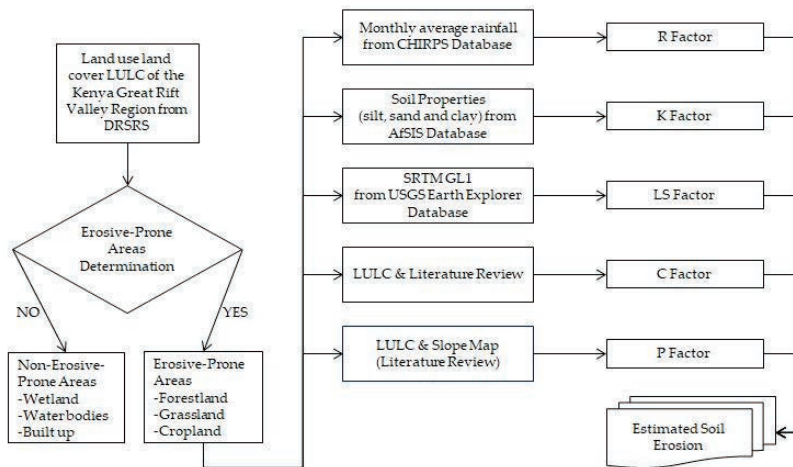 Land use land
cover LULC of the
Kenya Great Rift
Valley Region from
DRSRS
Erosive-Prone
Areas
Determination
NO
YES
Non-Erosive-
Prone Areas
-Wetland
-Waterbodies
-Built up
Erosive-Prone
Areas
-Forestland
-Grassland
-Cropland
Monthly average rainfall
from CHIRPS Database
R Factor
Soil Properties
(silt, sand and clay) from
AfSIS Database
K Factor
SRTM GL1
from USGS Earth Explorer
Database
LS Factor
LULC & Literature Review
C Factor
LULC & Slope Map
(Literature Review)
P Factor
Estimated Soil
Erosion